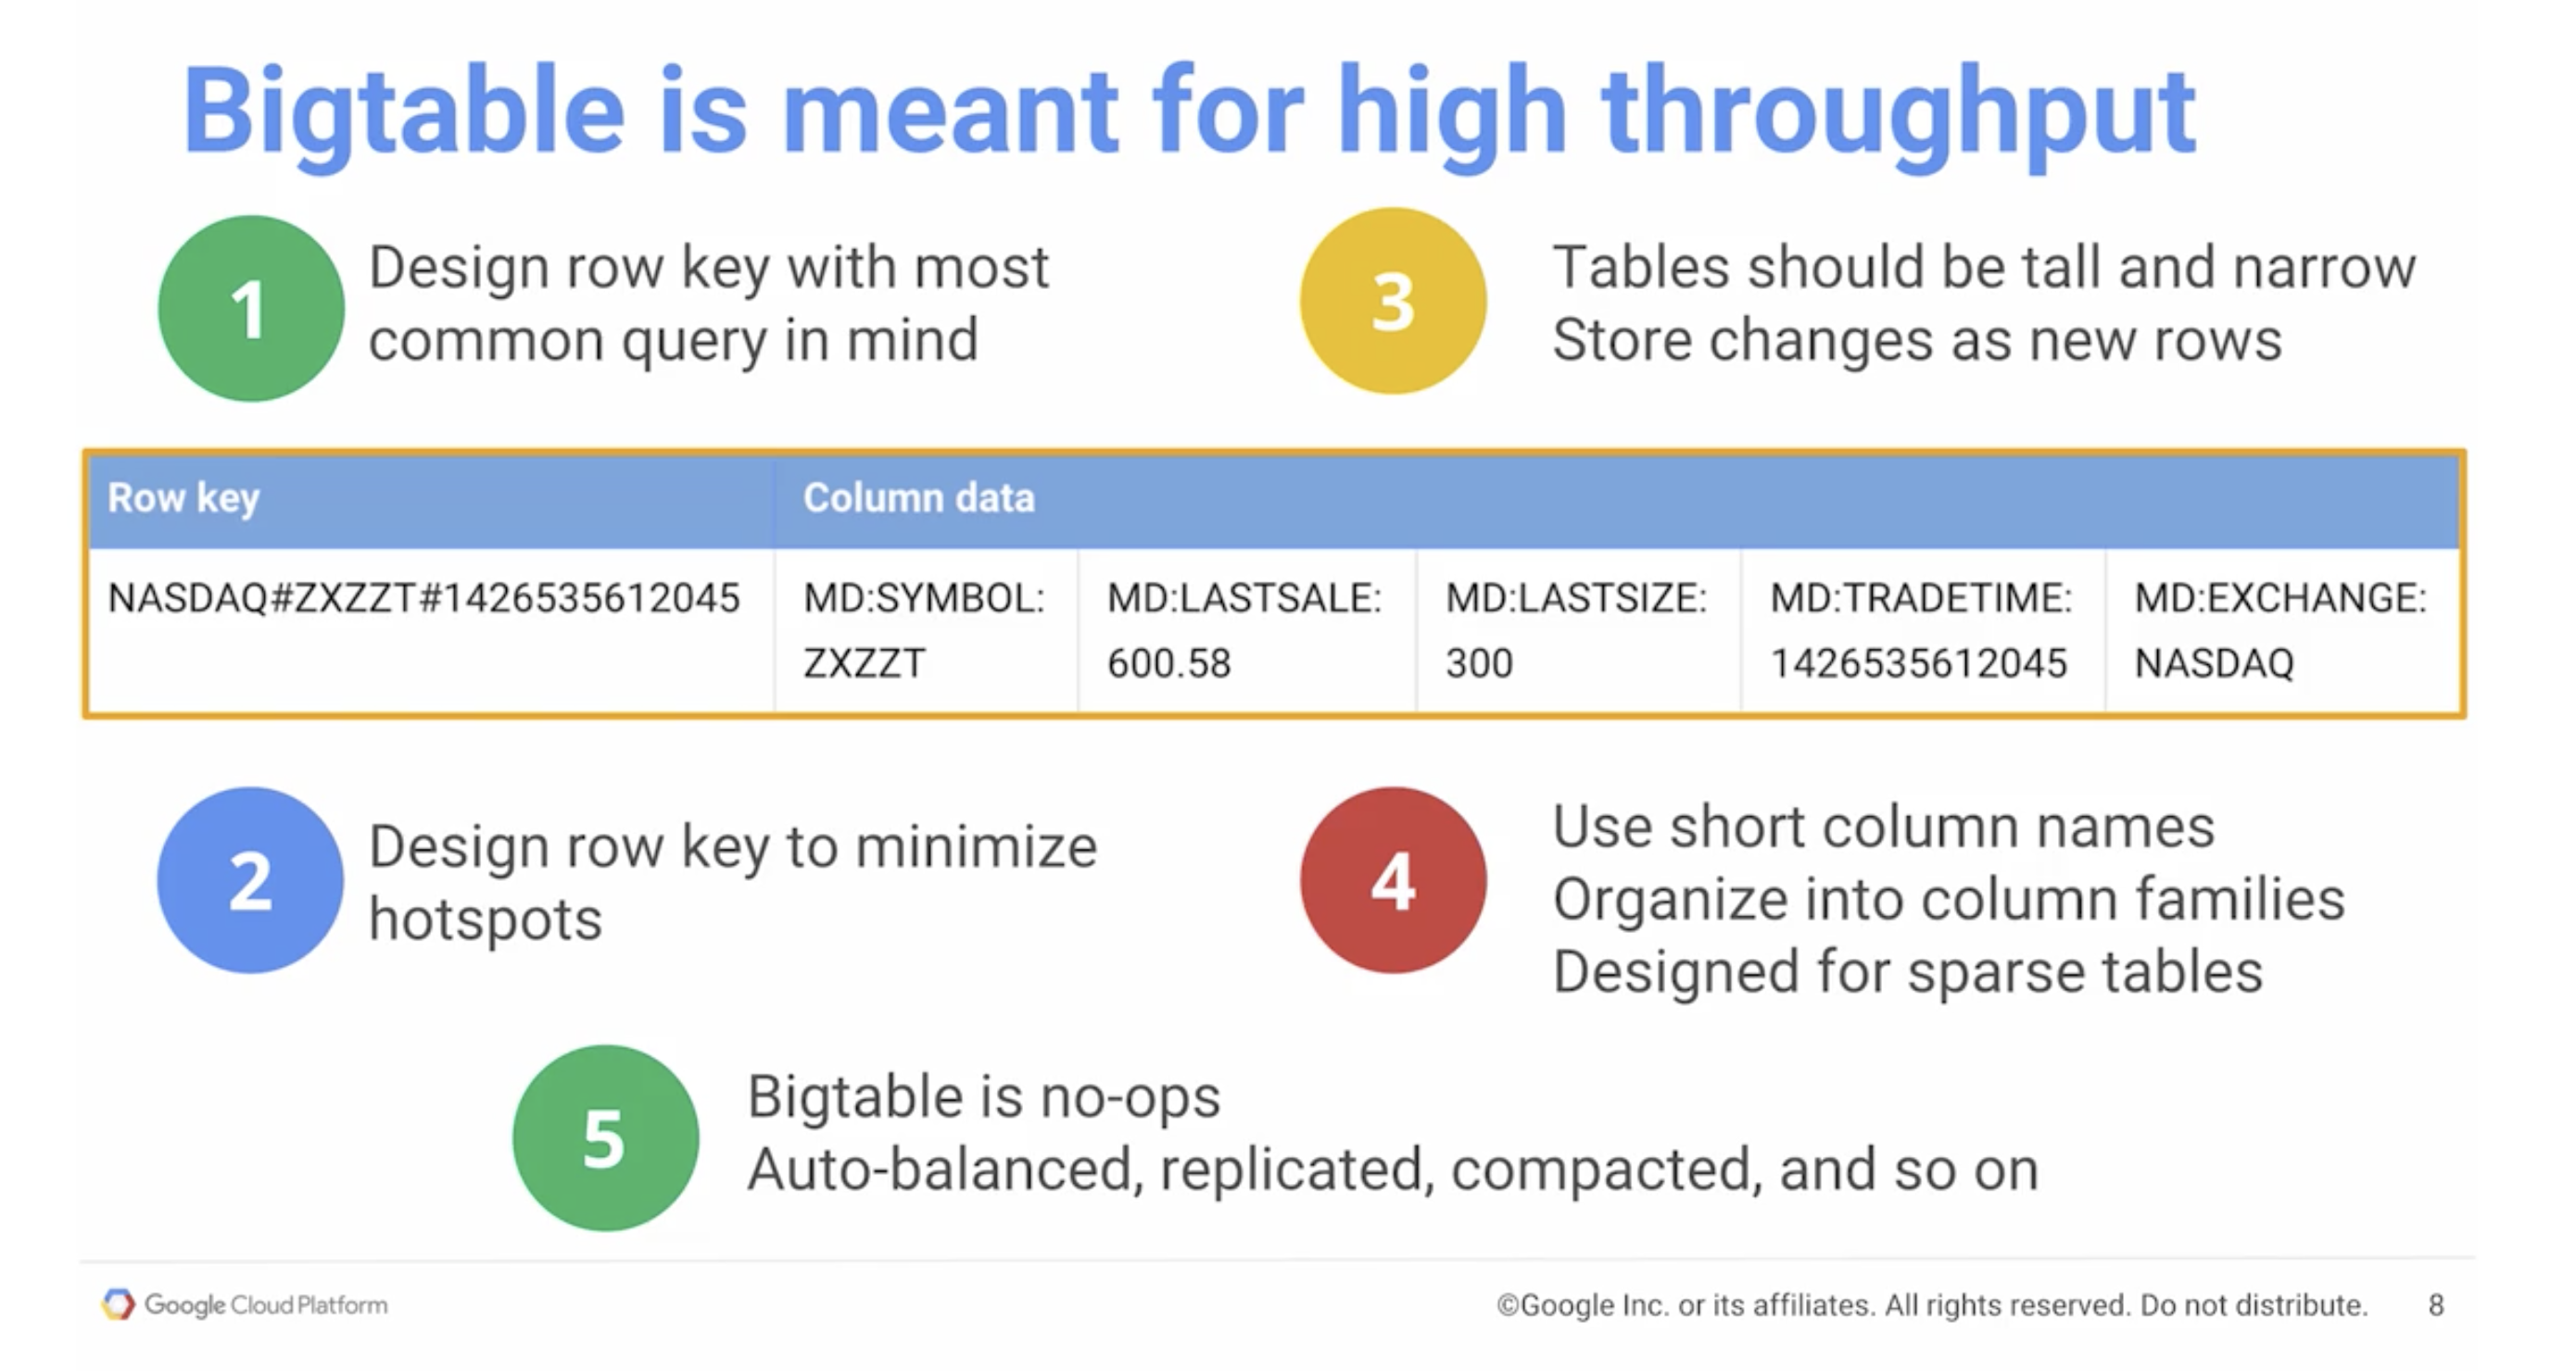 Bigtable is meant for high throughput
1
Design row key with most
common query in mind
3
Tables should be tall and narrow
Store changes as new rows
Row key
Column data
NASDAQ#ZXZZT#1426535612045
MD:SYMBOL:
ZXZZT
MD:LASTSALE:
600.58
MD:LASTSIZE:
300
MD:TRADETIME:
1426535612045
MD:EXCHANGE:
NASDAQ
2
Design row key to minimize
hotspots
4
Use short column names
Organize into column families
Designed for sparse tables
5
Bigtable is no-ops
Auto-balanced, replicated, compacted, and so on
Google Cloud Platform
©Google Inc. or its affiliates. All rights reserved. Do not distribute.
8